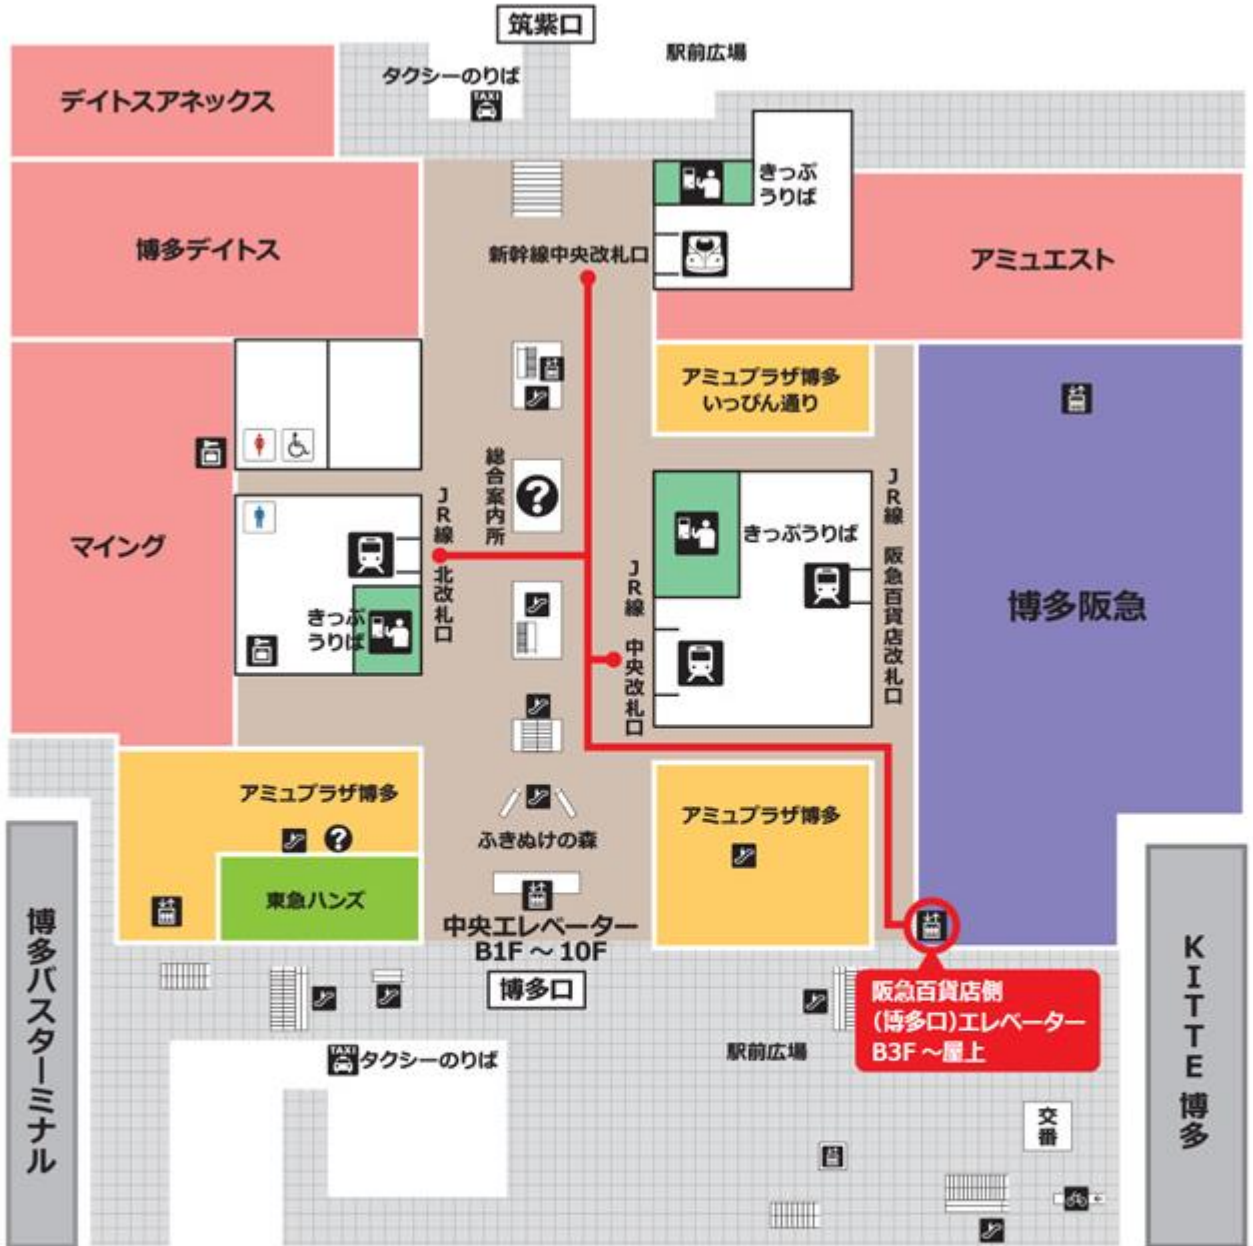 筑紫口
駅前広場
タクシーのりば
TAXI
デイトスアネックス
きっぷ
うりば
博多デイトス
新幹線中央改札口
アミュエスト
アミュプラザ博多
いっぴん通り
総合案内所
?
JR線 北改札口
JR線 中央改札口
きっぷうりば
JR線 阪急百貨店改札口
マイング
博多阪急
きっぷ
うりば
アミュプラザ博多
?
東急ハンズ
ふきぬけの森
アミュプラザ博多
中央エレベーター
B1F～10F
博多口
阪急百貨店側
(博多口)エレベーター
B3F～屋上
博多バスターミナル
KITTE 博多
TAXI
タクシーのりば
駅前広場
交番